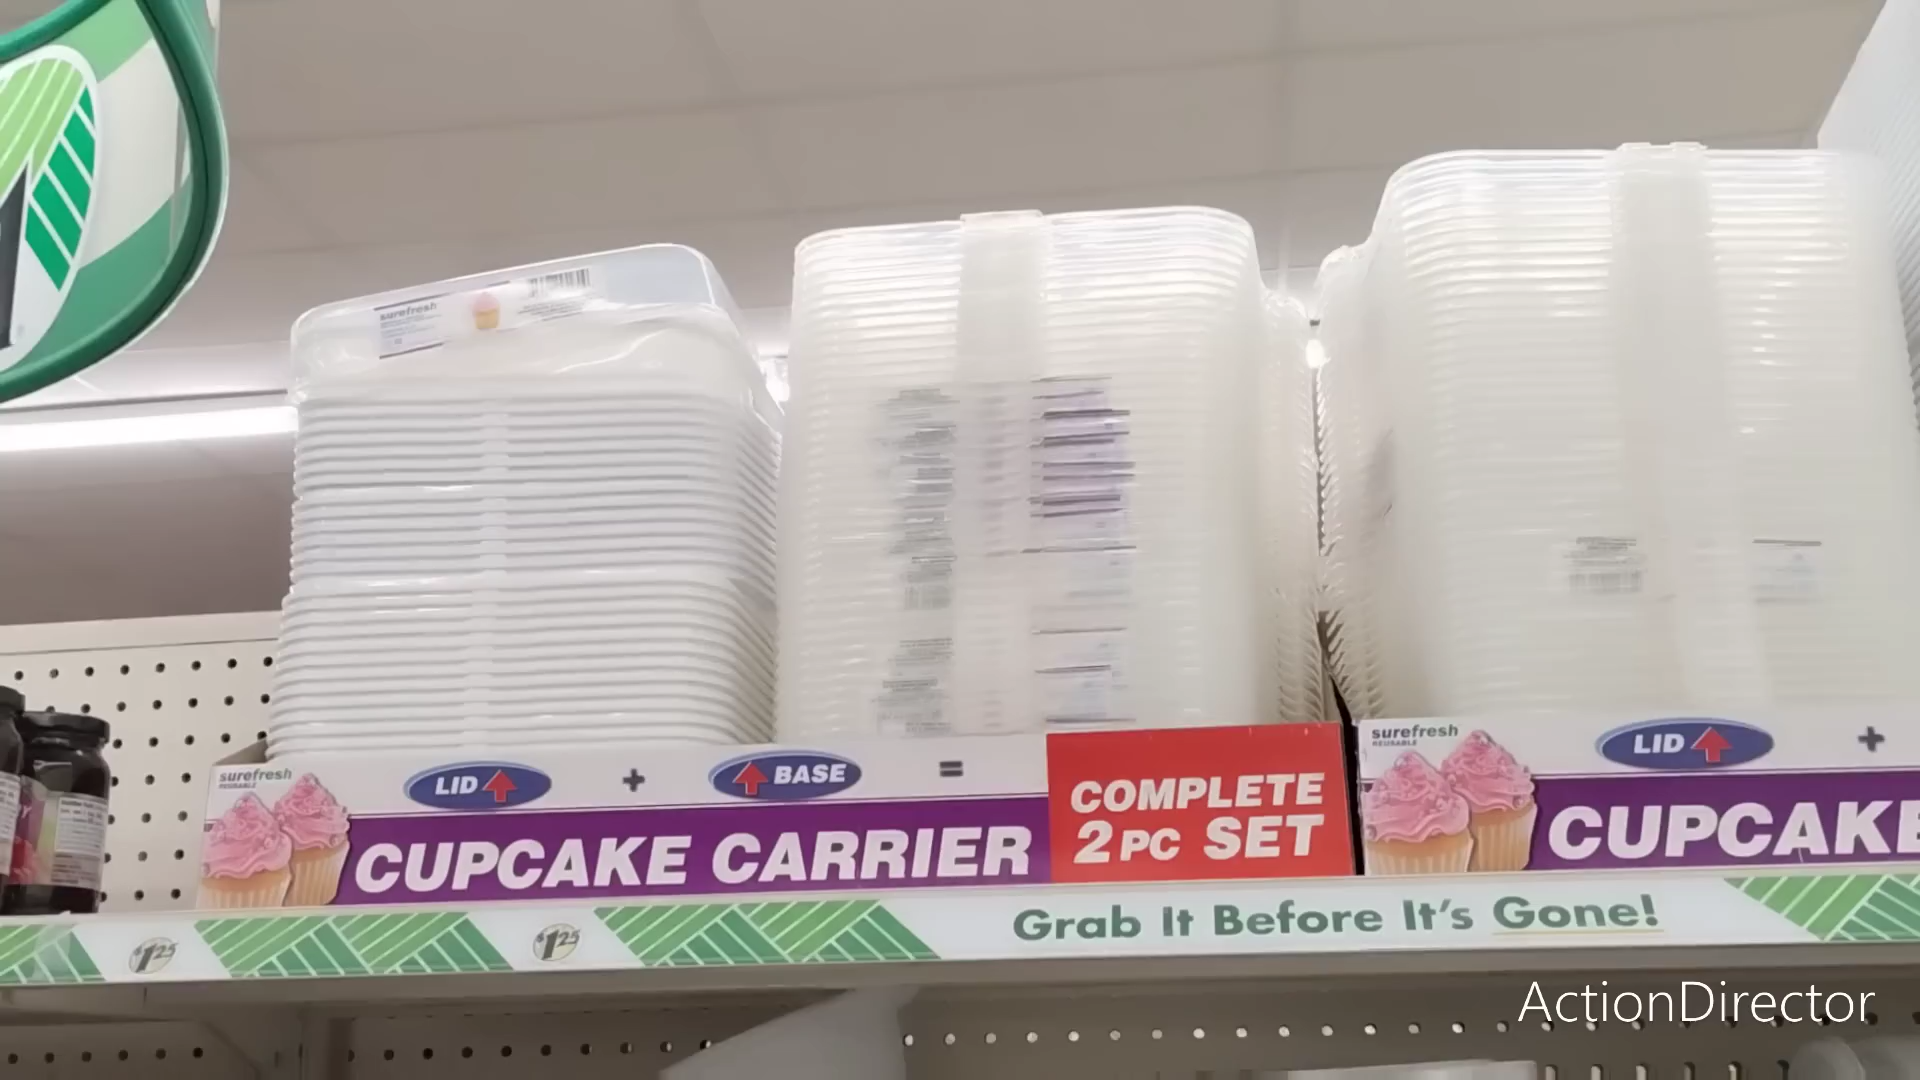 surefresh
surefresh
REUSABLE
LID
+
BASE
=
COMPLETE
2PC SET
CUPCAKE CARRIER
surefresh
REUSABLE
LID
+
CUPCAKE
$1.25
$1.25
Grab It Before It's Gone!
ActionDirector